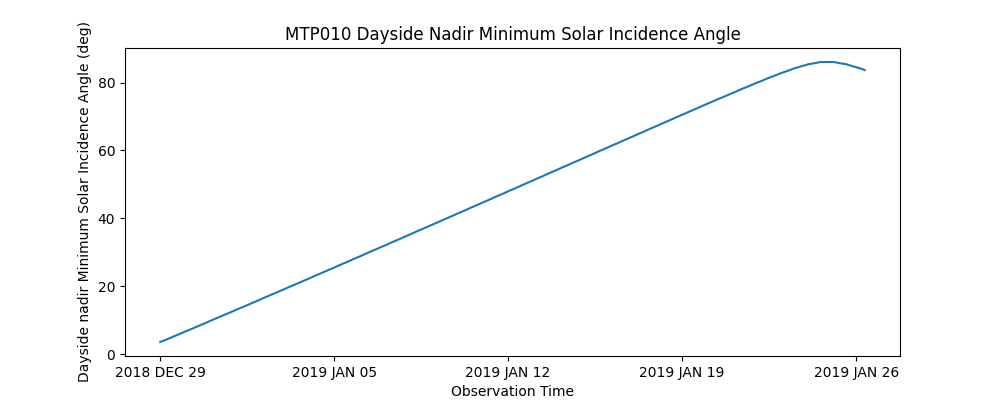 MTP010 Dayside Nadir Minimum Solar Incidence Angle
Dayside nadir Minimum Solar Incidence Angle (deg)
80
60
40
20
0
2018 DEC 29
2019 JAN 05
2019 JAN 12
2019 JAN 19
2019 JAN 26
Observation Time